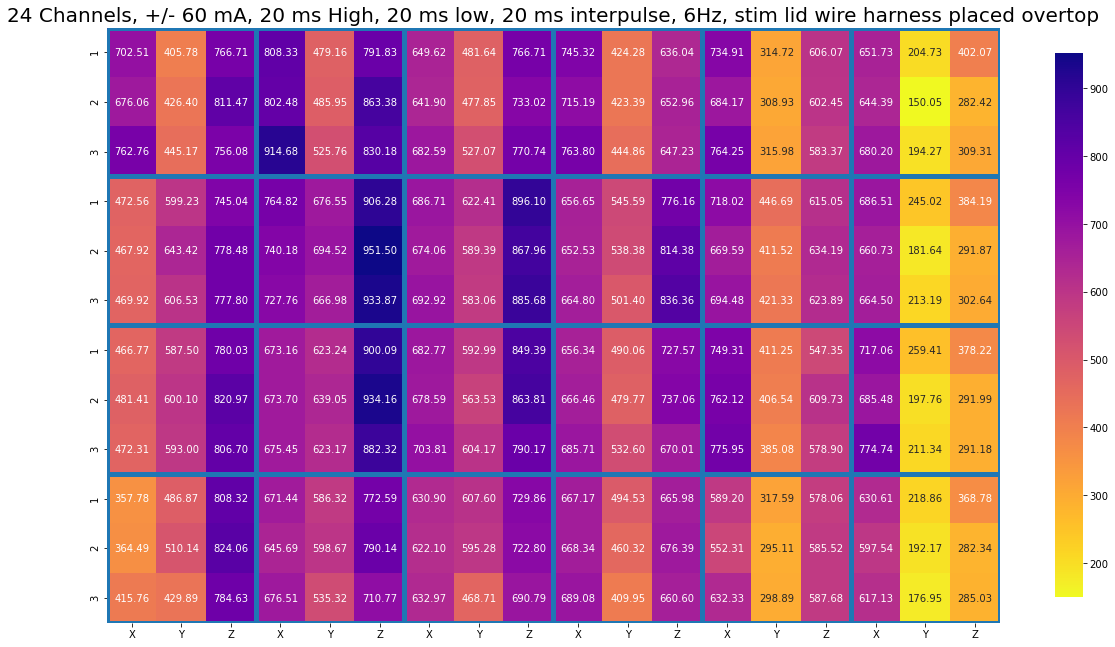 24 Channels, +/- 60 mA, 20 ms High, 20 ms low, 20 ms interpulse, 6Hz, stim lid wire harness placed overtop
1 702.51 405.78 766.71 808.33 479.16 791.83 649.62 481.64 766.71 745.32 424.28 636.04 734.91 314.72 606.07 651.73 204.73 402.07
2 676.06 426.40 811.47 802.48 485.95 863.38 641.90 477.85 733.02 715.19 423.39 652.96 684.17 308.93 602.45 644.39 150.05 282.42
3 762.76 445.17 756.08 914.68 525.76 830.18 682.59 527.07 770.74 763.80 444.86 647.23 764.25 315.98 583.37 680.20 194.27 309.31
1 472.56 599.23 745.04 764.82 676.55 906.28 686.71 622.41 896.10 656.65 545.59 776.16 718.02 446.69 615.05 686.51 245.02 384.19
2 467.92 643.42 778.48 740.18 694.52 951.50 674.06 589.39 867.96 652.53 538.38 814.38 669.59 411.52 634.19 660.73 181.64 291.87
3 469.92 606.53 777.80 727.76 666.98 933.87 692.92 583.06 885.68 664.80 501.40 836.36 694.48 421.33 623.89 664.50 213.19 302.64
1 466.77 587.50 780.03 673.16 623.24 900.09 682.77 592.99 849.39 656.34 490.06 727.57 749.31 411.25 547.35 717.06 259.41 378.22
2 481.41 600.10 820.97 673.70 639.05 934.16 678.59 563.53 863.81 666.46 479.77 737.06 762.12 406.54 609.73 685.48 197.76 291.99
3 472.31 593.00 806.70 675.45 623.17 882.32 703.81 604.17 790.17 685.71 532.60 670.01 775.95 385.08 578.90 774.74 211.34 291.18
1 357.78 486.87 808.32 671.44 586.32 772.59 630.90 607.60 729.86 667.17 494.53 665.98 589.20 317.59 578.06 630.61 218.86 368.78
2 364.49 510.14 824.06 645.69 598.67 790.14 622.10 595.28 722.80 668.34 460.32 676.39 552.31 295.11 585.52 597.54 192.17 282.34
3 415.76 429.89 784.63 676.51 535.32 710.77 632.97 468.71 690.79 689.08 409.95 660.60 632.33 298.89 587.68 617.13 176.95 285.03
X Y Z X Y Z X Y Z X Y Z X Y Z X Y Z
900
800
700
600
500
400
300
200